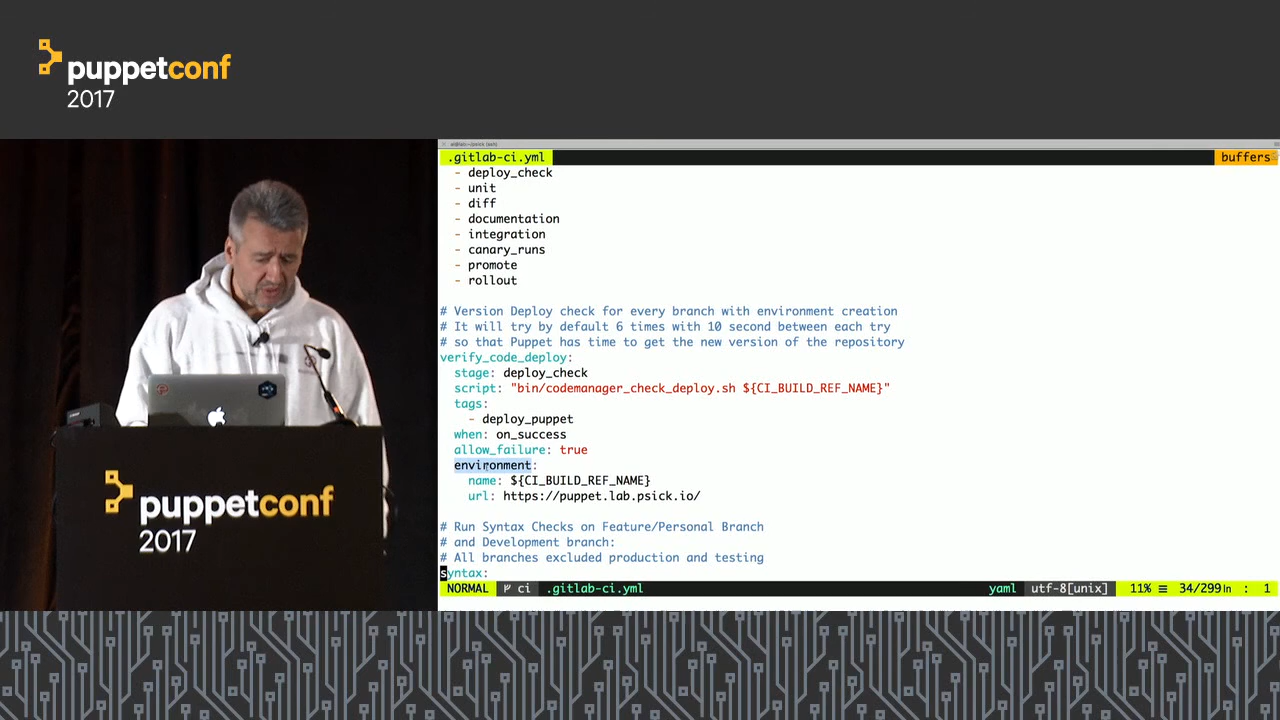 puppetconf
2017
.gitlab-ci.yml
buffers
- deploy_check
- unit
- diff
- documentation
- integration
- canary_runs
- promote
- rollout
# Version Deploy check for every branch with environment creation
# It will try by default 6 times with 10 second between each try
# so that Puppet has time to get the new version of the repository
verify_code_deploy:
stage: deploy_check
script: "bin/codemanager_check_deploy.sh ${CI_BUILD_REF_NAME}"
tags:
- deploy_puppet
when: on_success
allow_failure: true
environment:
name: ${CI_BUILD_REF_NAME}
url: https://puppet.lab.psick.io/
# Run Syntax Checks on Feature/Personal Branch
# and Development branch:
# All branches excluded production and testing
syntax:
NORMAL ci .gitlab-ci.yml yaml utf-8[unix] 11% ≡ 34/299ln : 1
puppetconf
2017